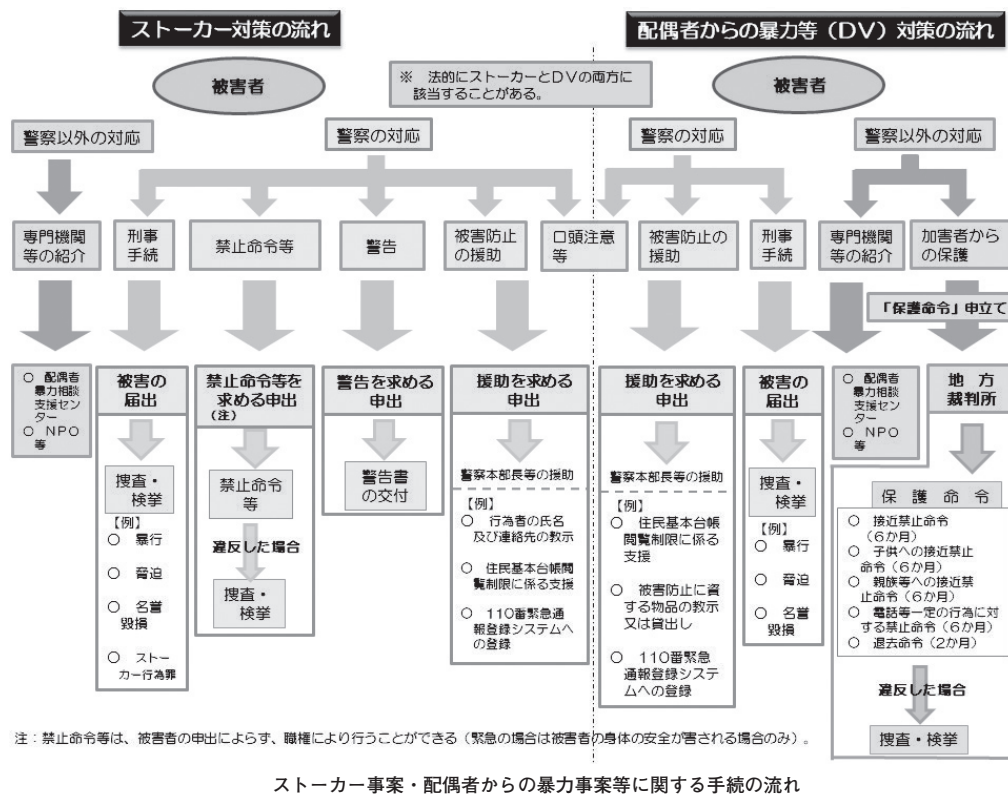 ストーカー対策の流れ
配偶者からの暴力等（DV）対策の流れ
被害者
※　法的にストーカーとDVの両方に
該当することがある。
被害者
警察以外の対応
警察の対応
警察の対応
警察以外の対応
専門機関
等の紹介
刑事
手続
禁止命令等
警告
被害防止
の援助
口頭注意
等
被害防止の
援助
刑事
手続
専門機関
等の紹介
加害者から
の保護
「保護命令」申立て
○　配偶者
暴力相談
支援セン
ター
○　NPO
等
被害の
届出
捜査・
検挙
【例】
○　暴行
○　脅迫
○　名誉
毀損
○　ストー
カー行為罪
禁止命令等を
求める申出
（注）
禁止命令
等
違反した場合
捜査・
検挙
警告を求める
申出
警告書
の交付
援助を求める
申出
警察本部長等の援助
【例】
○　行為者の氏名
及び連絡先の教示
○　住民基本台帳閲
覧制限に係る支援
○　110番緊急通
報登録システムへ
の登録
援助を求める
申出
警察本部長等の援助
【例】
○　住民基本台帳
閲覧制限に係る
支援
○　被害防止に資
する物品の教示
又は貸出し
○　110番緊急
通報登録システ
ムへの登録
被害の
届出
捜査・
検挙
【例】
○　暴行
○　脅迫
○　名誉
毀損
○　配偶者
暴力相談
支援セン
ター
○　NPO
等
地方
裁判所
保護命令
○　接近禁止命令
（6か月）
○　子供への接近禁止
命令（6か月）
○　親族等への接近禁
止命令（6か月）
○　電話等一定の行為に対
する禁止命令（6か月）
○　退去命令（2か月）
違反した場合
捜査・検挙
注：禁止命令等は、被害者の申出によらず、職権により行うことができる（緊急の場合は被害者の身体の安全が害される場合のみ）。
ストーカー事案・配偶者からの暴力事案等に関する手続の流れ